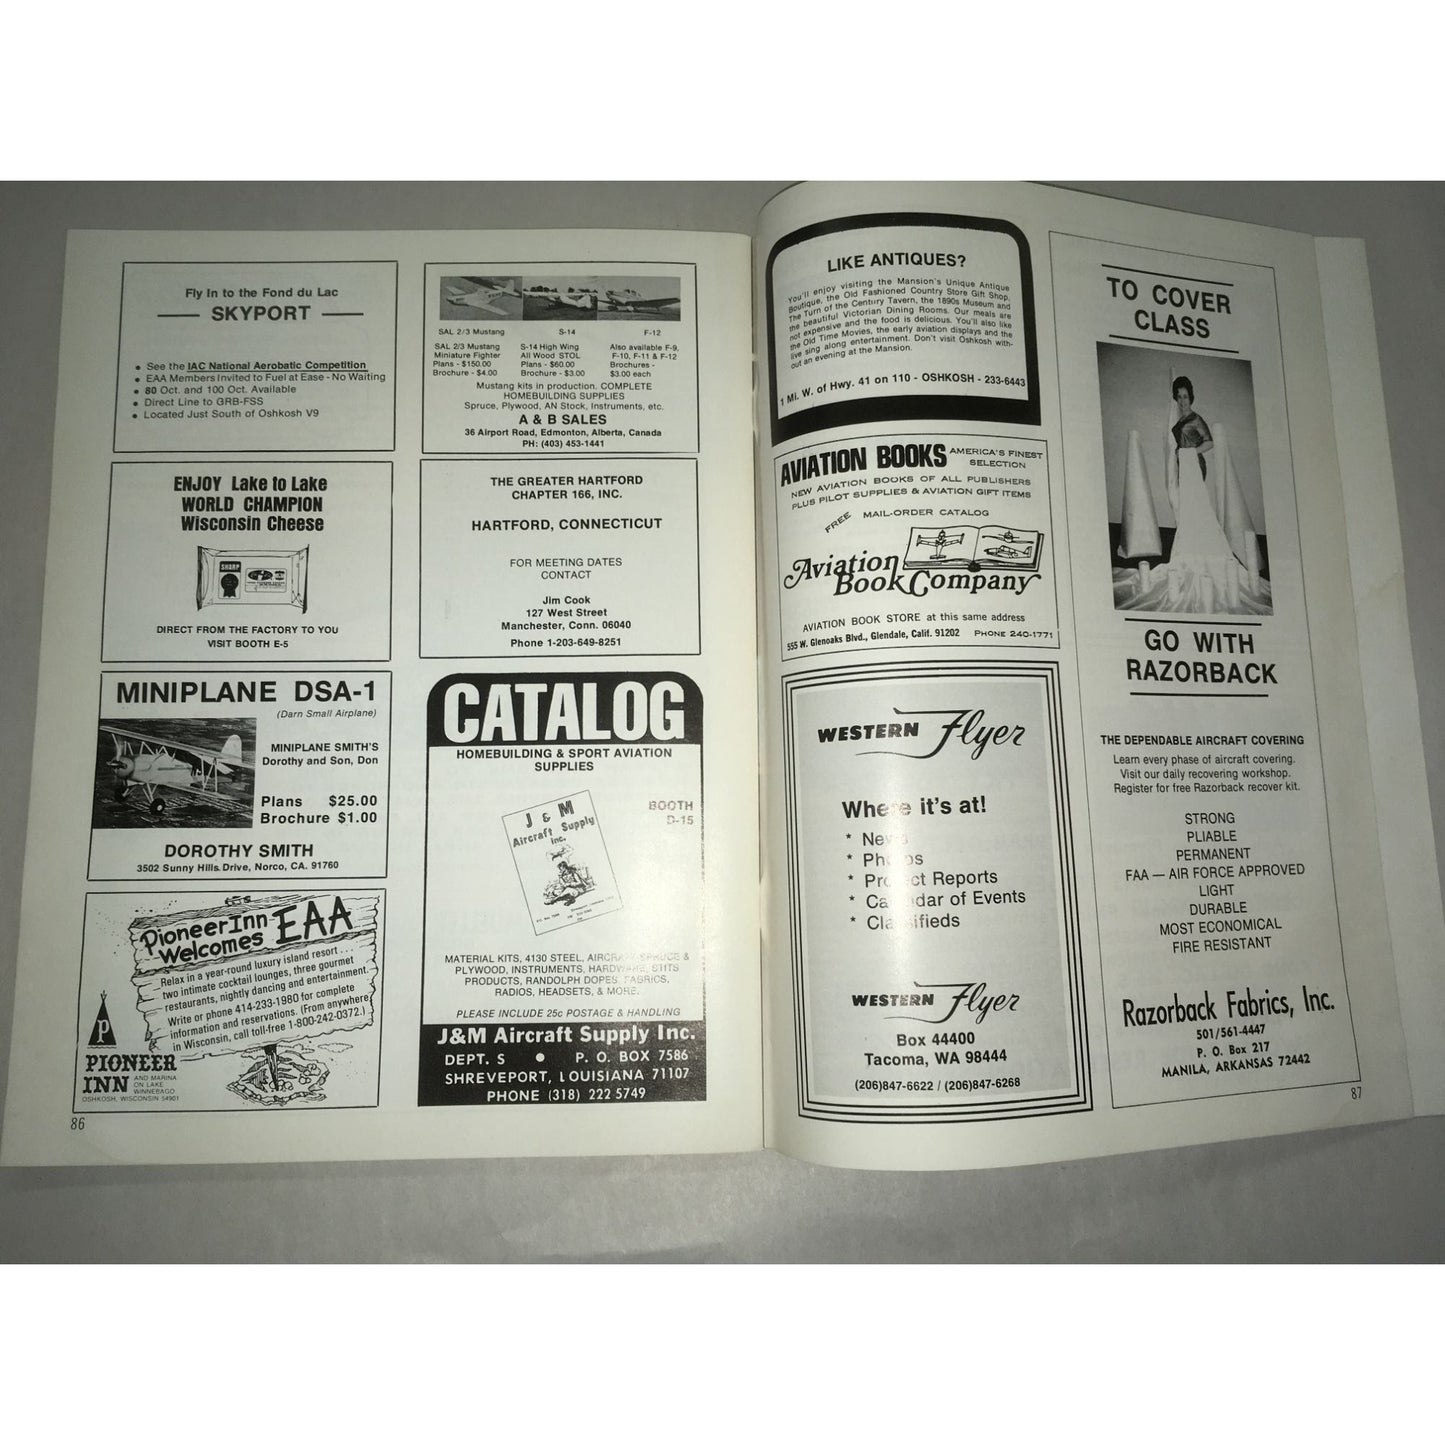 Fly In to the Fond du Lac
SKYPORT
• See the IAC National Aerobatic Competition
• EAA Members Invited to Fuel at Ease - No Waiting
• 80 Oct. and 100 Oct. Available
• Direct Line to GRB-FSS
• Located Just South of Oshkosh V9
SAL 2/3 Mustang S-14 F-12
SAL 2/3 Mustang
Miniature Fighter
Plans - $150.00
Brochure - $4.00
S-14 High Wing
All Wood STOL
Plans - $60.00
Brochure - $3.00
Also available F-9,
F-10, F-11 & F-12
Brochures -
$3.00 each
Mustang kits in production. COMPLETE
HOMEBUILDING SUPPLIES
Spruce, Plywood, AN Stock, Instruments, etc.
A & B SALES
36 Airport Road, Edmonton, Alberta, Canada
PH: (403) 453-1441
ENJOY Lake to Lake
WORLD CHAMPION
Wisconsin Cheese
SHARP
DIRECT FROM THE FACTORY TO YOU
VISIT BOOTH E-5
THE GREATER HARTFORD
CHAPTER 166, INC.
HARTFORD, CONNECTICUT
FOR MEETING DATES
CONTACT
Jim Cook
127 West Street
Manchester, Conn. 06040
Phone 1-203-649-8251
MINIPLANE DSA-1
(Darn Small Airplane)
MINIPLANE SMITH'S
Dorothy and Son, Don
Plans $25.00
Brochure $1.00
DOROTHY SMITH
3502 Sunny Hills Drive, Norco, CA. 91760
CATALOG
HOMEBUILDING & SPORT AVIATION
SUPPLIES
J & M
Aircraft Supply
Inc.
BOOTH
D-15
MATERIAL KITS, 4130 STEEL, AIRCRAFT SPRUCE &
PLYWOOD, INSTRUMENTS, HARDWARE, STITS
PRODUCTS, RANDOLPH DOPES, FABRICS,
RADIOS, HEADSETS, & MORE.
PLEASE INCLUDE 25c POSTAGE & HANDLING
J&M Aircraft Supply Inc.
DEPT. S • P. O. BOX 7586
SHREVEPORT, LOUISIANA 71107
PHONE (318) 222 5749
Pioneer Inn
Welcomes EAA
Relax in a year-round luxury island resort . . .
two intimate cocktail lounges, three gourmet
restaurants, nightly dancing and entertainment.
Write or phone 414-233-1980 for complete
information and reservations. (From anywhere
in Wisconsin, call toll-free 1-800-242-0372.)
P
PIONEER
INN AND MARINA
ON LAKE
WINNEBAGO
OSHKOSH, WISCONSIN 54901
86
LIKE ANTIQUES?
You'll enjoy visiting the Mansion's Unique Antique
Boutique, the Old Fashioned Country Store Gift Shop,
The Turn of the Century Tavern, the 1890s Museum and
the beautiful Victorian Dining Rooms. Our meals are
not expensive and the food is delicious. You'll also like
the Old Time Movies, the early aviation displays and the
live sing along entertainment. Don't visit Oshkosh with-
out an evening at the Mansion.
1 Mi. W. of Hwy. 41 on 110 - OSHKOSH - 233-6443
AVIATION BOOKS AMERICA'S FINEST
SELECTION
NEW AVIATION BOOKS OF ALL PUBLISHERS
PLUS PILOT SUPPLIES & AVIATION GIFT ITEMS
FREE MAIL-ORDER CATALOG
Aviation
Book Company
AVIATION BOOK STORE at this same address
555 W. Glenoaks Blvd., Glendale, Calif. 91202 PHONE 240-1771
WESTERN Flyer
Where it's at!
* News
* Photos
* Project Reports
* Calendar of Events
* Classifieds
WESTERN Flyer
Box 44400
Tacoma, WA 98444
(206)847-6622 / (206)847-6268
TO COVER
CLASS
GO WITH
RAZORBACK
THE DEPENDABLE AIRCRAFT COVERING
Learn every phase of aircraft covering.
Visit our daily recovering workshop.
Register for free Razorback recover kit.
STRONG
PLIABLE
PERMANENT
FAA — AIR FORCE APPROVED
LIGHT
DURABLE
MOST ECONOMICAL
FIRE RESISTANT
Razorback Fabrics, Inc.
501/561-4447
P. O. Box 217
MANILA, ARKANSAS 72442
87